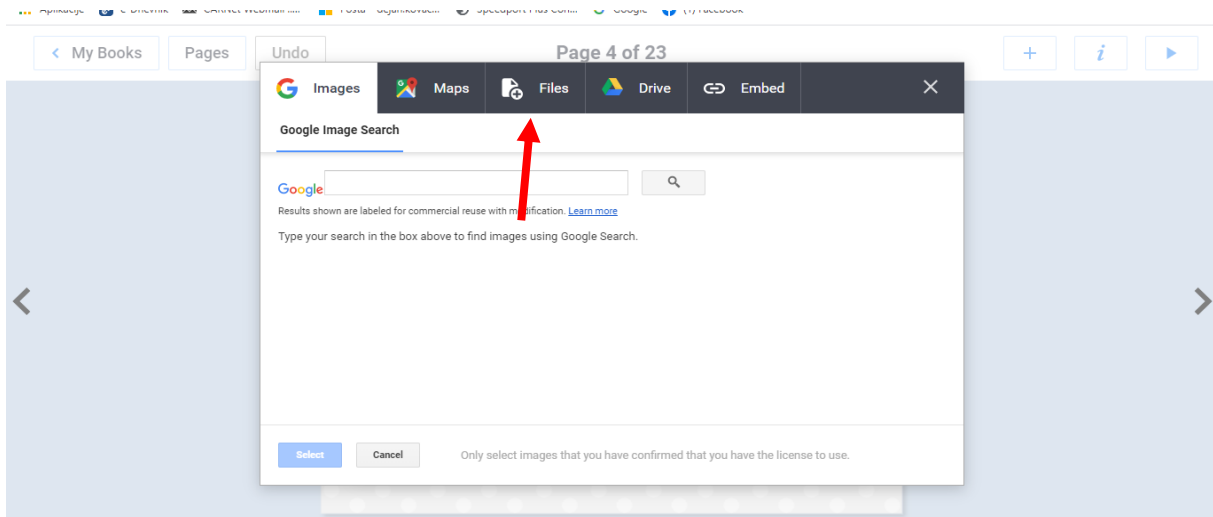 My Books Pages Undo Page 4 of 23 + i
Images Maps Files Drive Embed
Google Image Search
Google
Results shown are labeled for commercial reuse with modification. Learn more
Type your search in the box above to find images using Google Search.
Select Cancel Only select images that you have confirmed that you have the license to use.